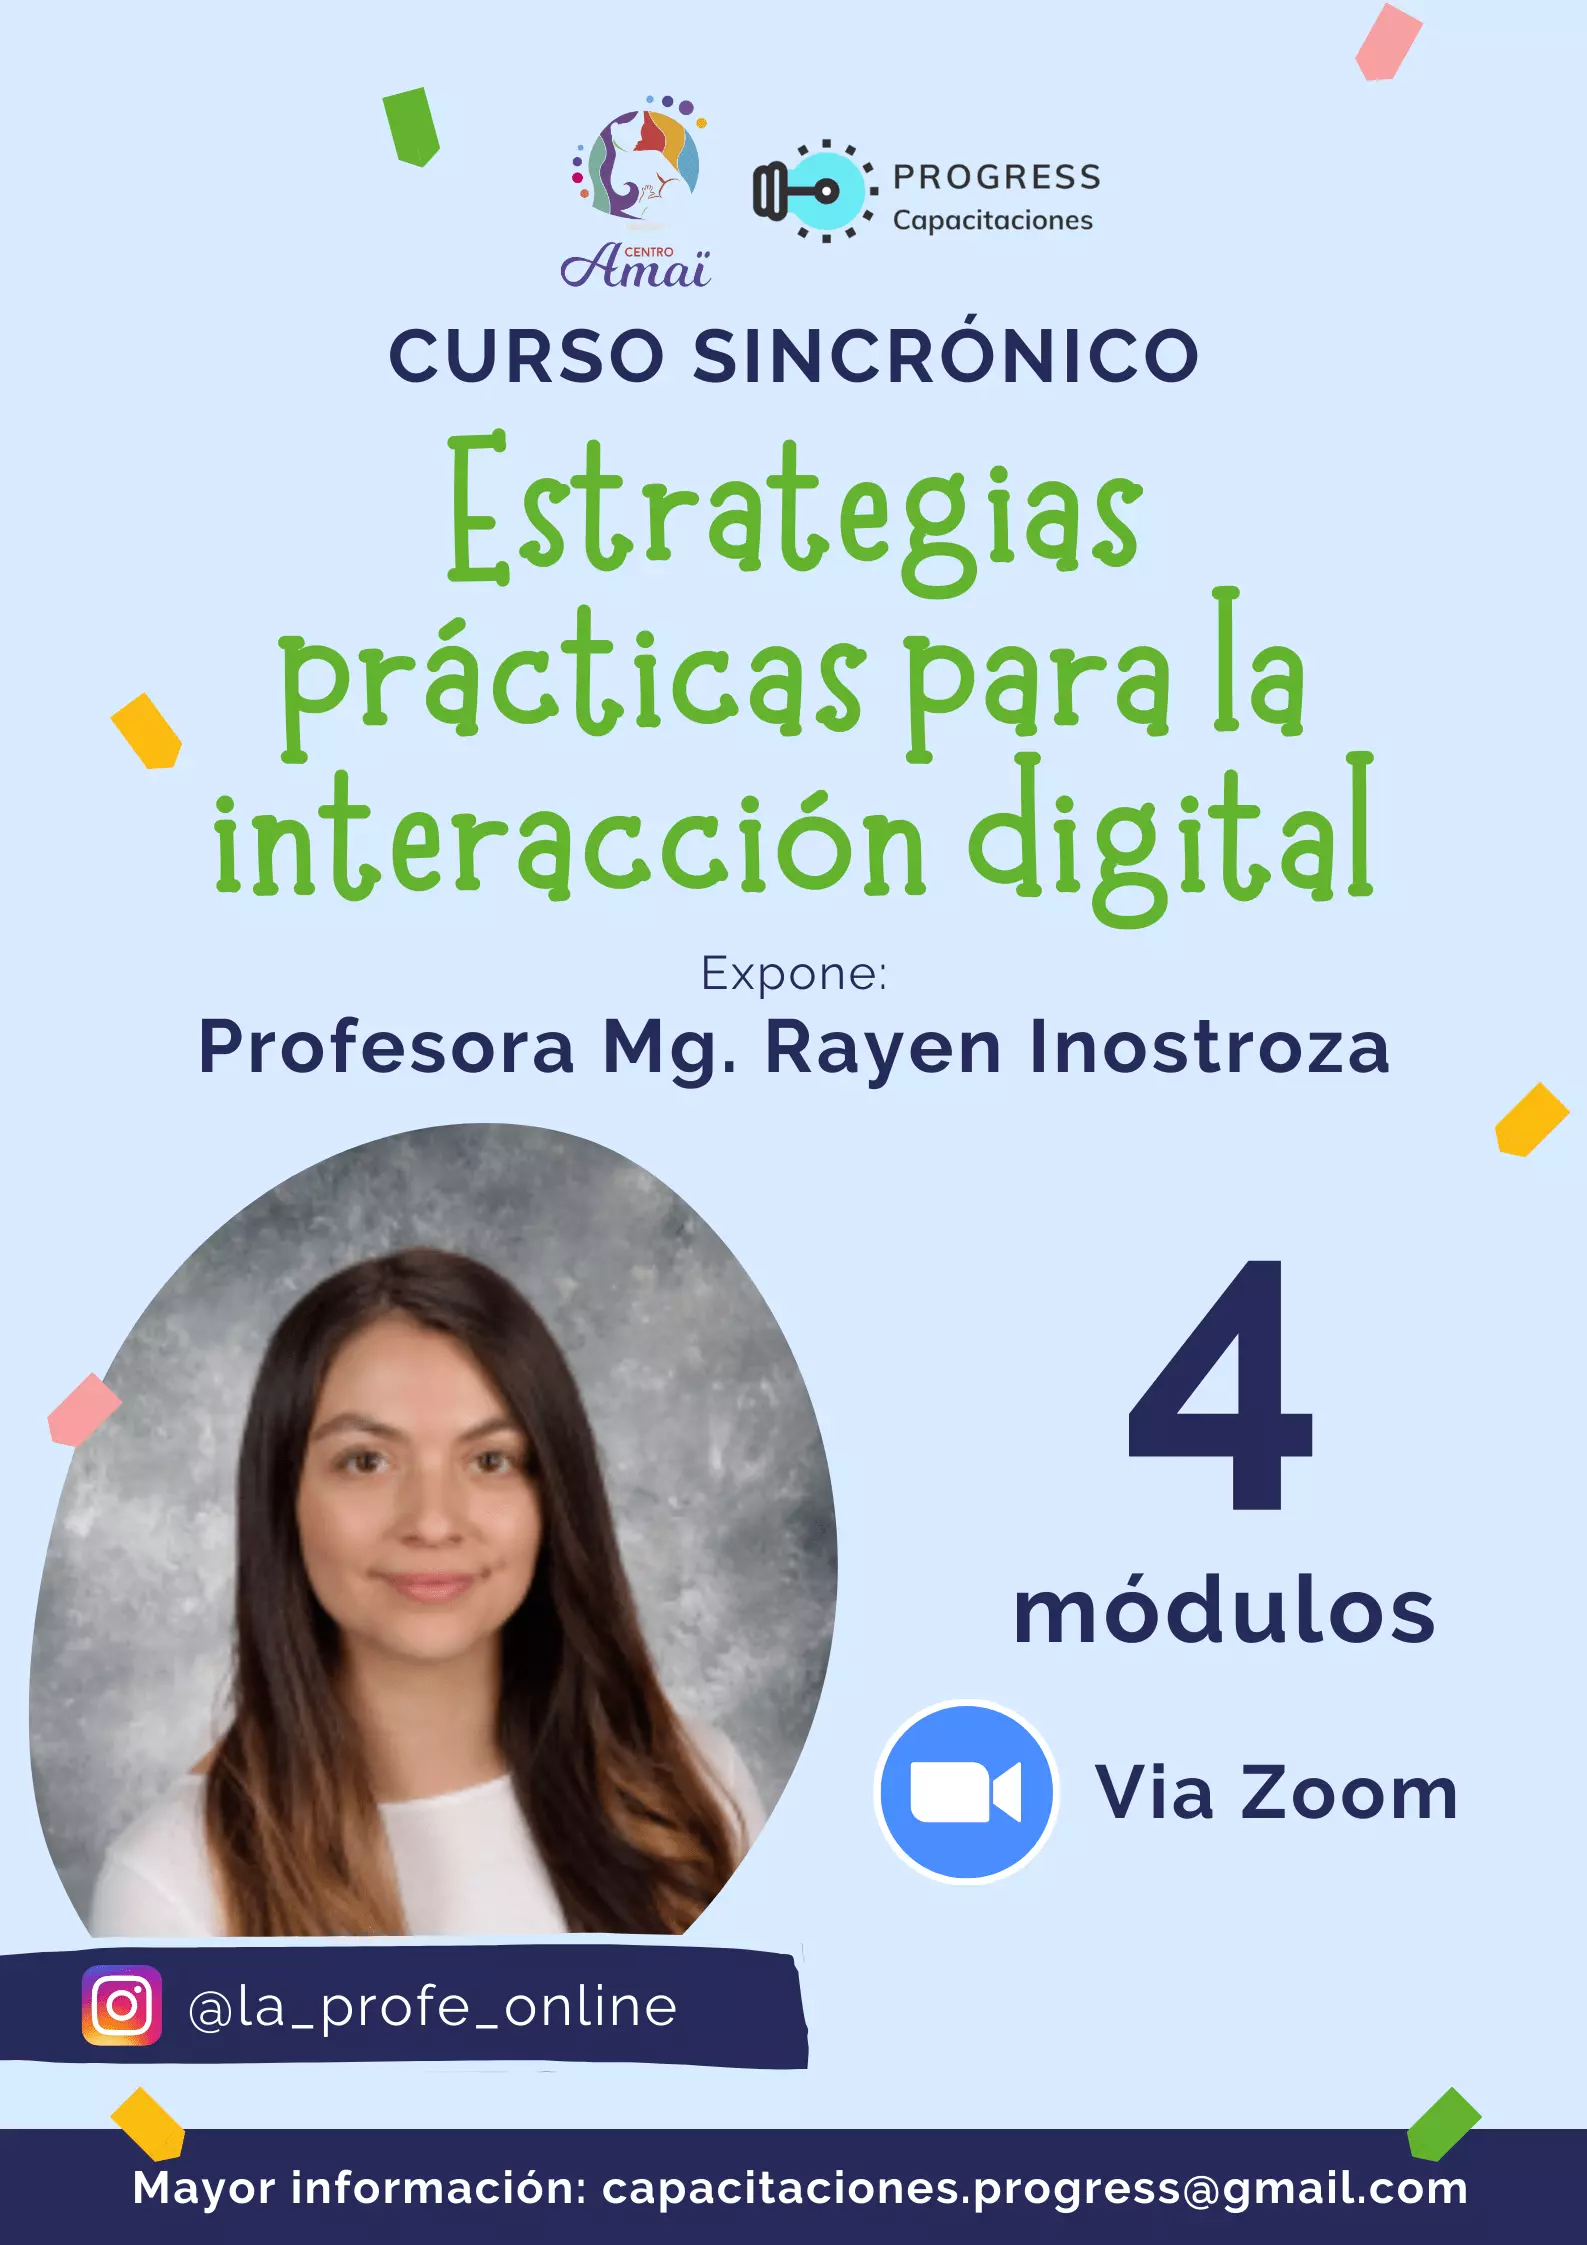 CENTRO
Amaï
PROGRESS
Capacitaciones
CURSO SINCRÓNICO
Estrategias
prácticas para la
interacción digital
Expone:
Profesora Mg. Rayen Inostroza
4
módulos
Via Zoom
@la_profe_online
Mayor información: capacitaciones.progress@gmail.com